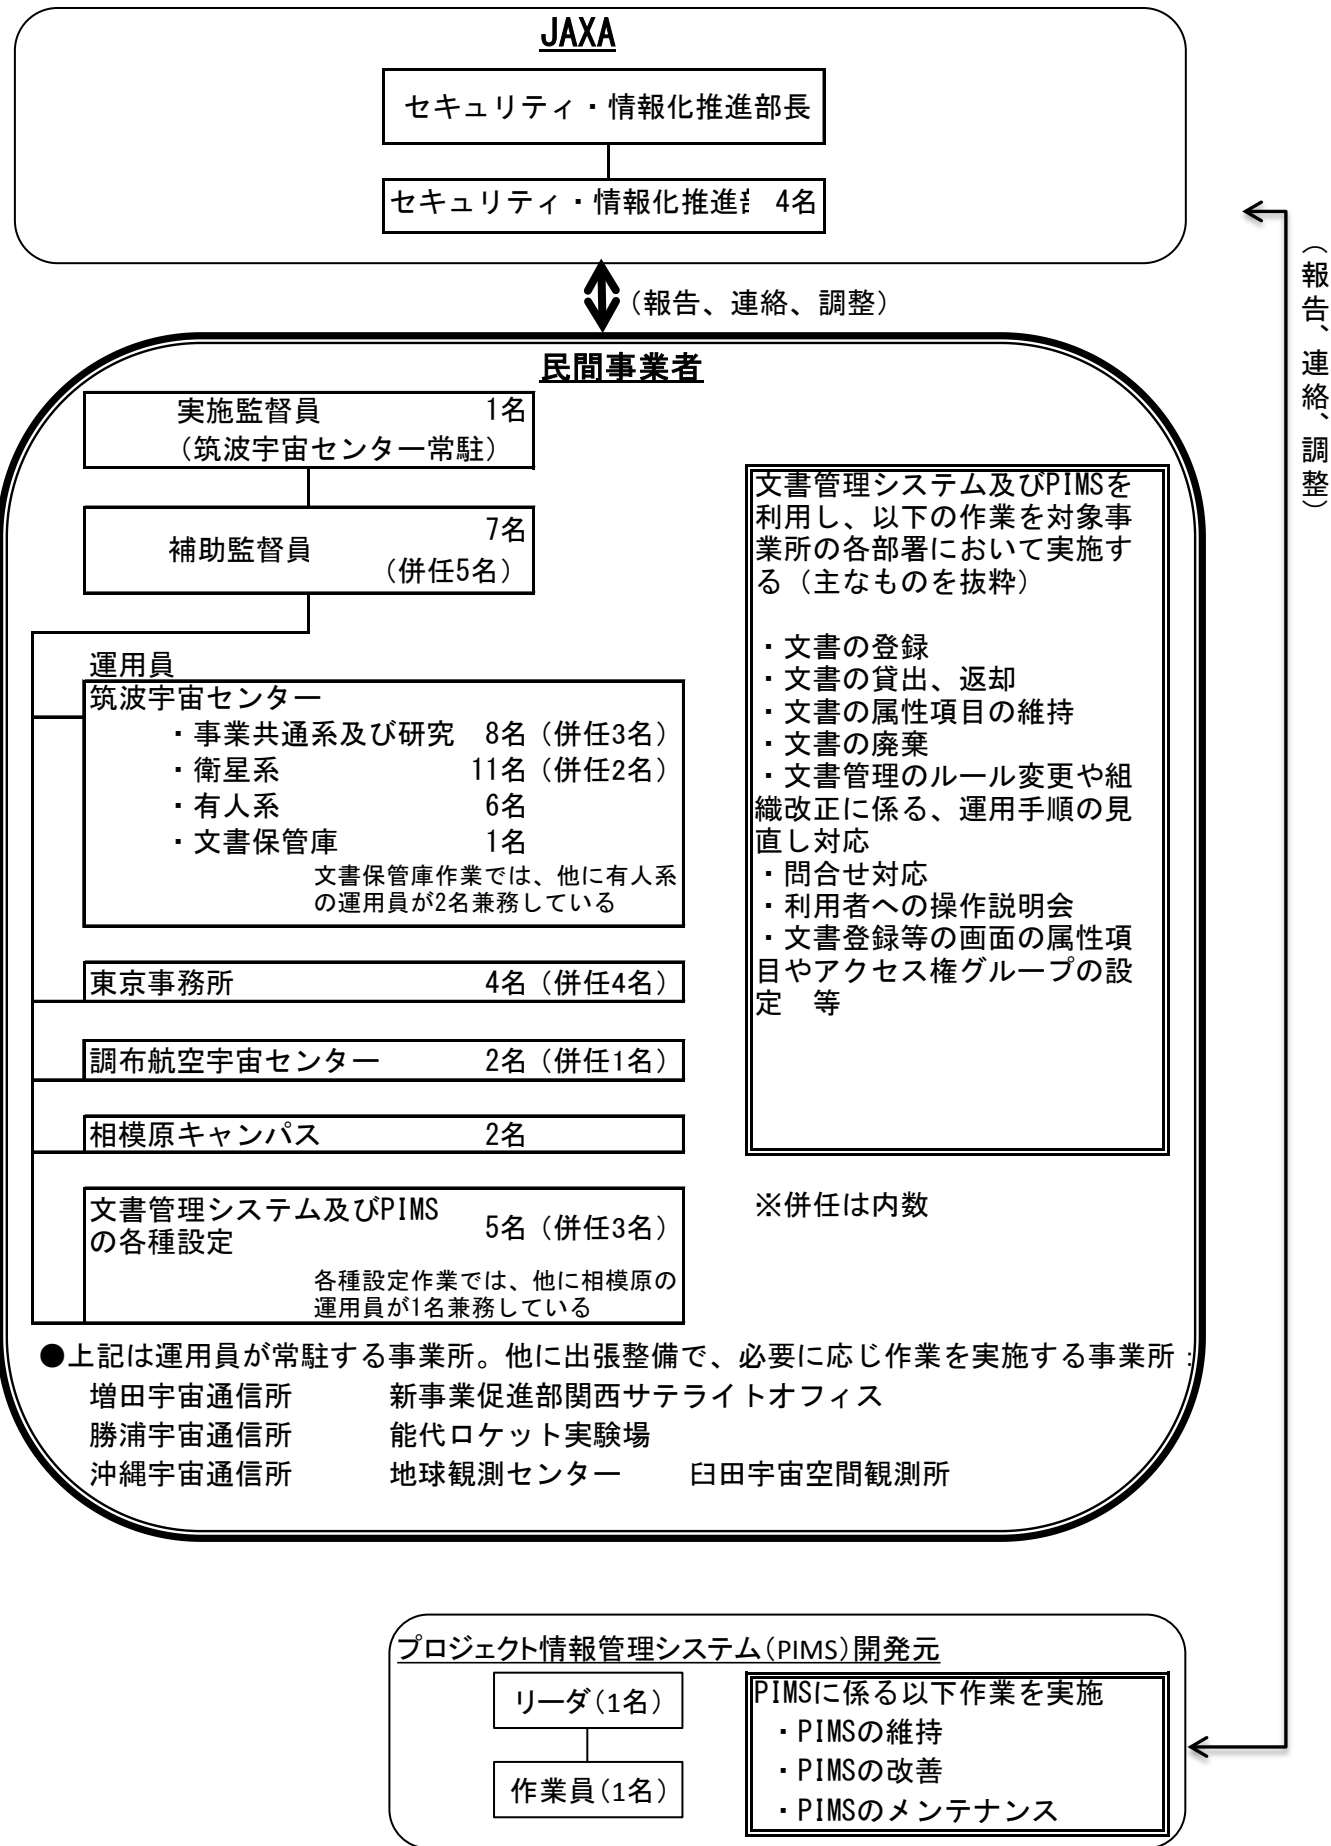 JAXA
セキュリティ・情報化推進部長
セキュリティ・情報化推進 4名
（報告、連絡、調整）
（報告、連絡、調整）
民間事業者
実施監督員 1名
（筑波宇宙センター常駐）
補助監督員 7名
（併任5名）
運用員
筑波宇宙センター
・事業共通系及び研究 8名（併任3名）
・衛星系 11名（併任2名）
・有人系 6名
・文書保管庫 1名
文書保管庫作業では、他に有人系
の運用員が2名兼務している
東京事務所 4名（併任4名）
調布航空宇宙センター 2名（併任1名）
相模原キャンパス 2名
文書管理システム及びPIMS
の各種設定 5名（併任3名）
各種設定作業では、他に相模原の
運用員が1名兼務している
文書管理システム及びPIMSを
利用し、以下の作業を対象事
業所の各部署において実施す
る（主なものを抜粋）
・文書の登録
・文書の貸出、返却
・文書の属性項目の維持
・文書の廃棄
・文書管理のルール変更や組
織改正に係る、運用手順の見
直し対応
・問合せ対応
・利用者への操作説明会
・文書登録等の画面の属性項
目やアクセス権グループの設
定　等
※併任は内数
●上記は運用員が常駐する事業所。他に出張整備で、必要に応じ作業を実施する事業所：
増田宇宙通信所 新事業促進部関西サテライトオフィス
勝浦宇宙通信所 能代ロケット実験場
沖縄宇宙通信所 地球観測センター 臼田宇宙空間観測所
プロジェクト情報管理システム（PIMS）開発元
リーダ（1名）
作業員（1名）
PIMSに係る以下作業を実施
・PIMSの維持
・PIMSの改善
・PIMSのメンテナンス